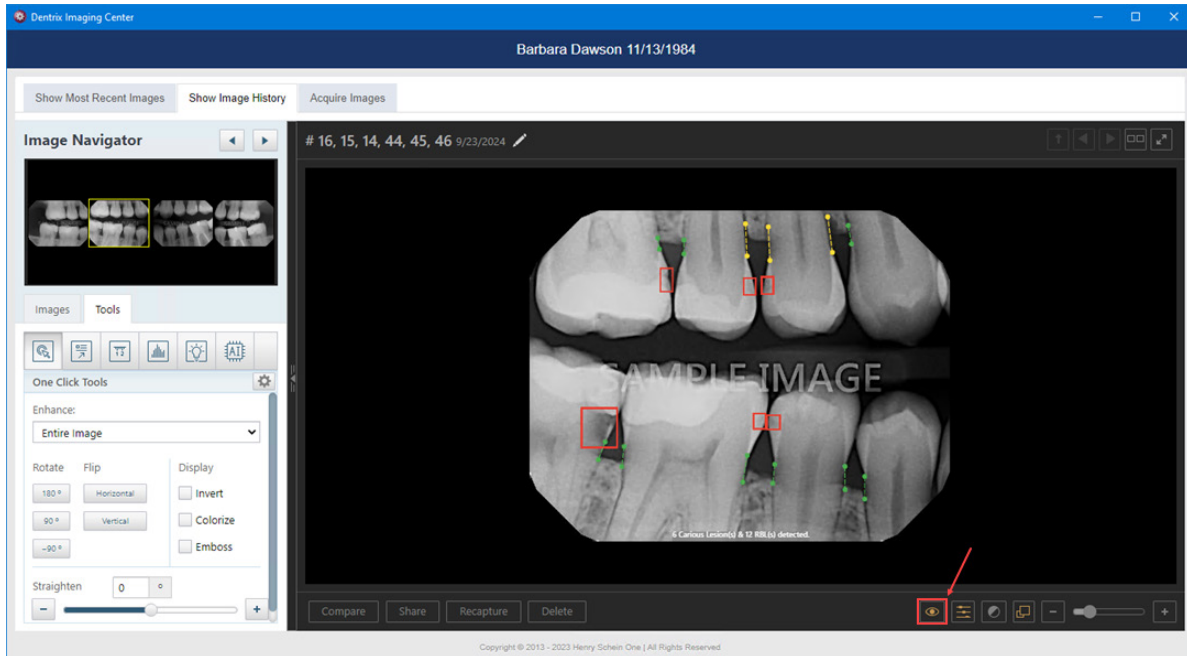 Dentrix Imaging Center
Barbara Dawson 11/13/1984
Show Most Recent Images Show Image History Acquire Images
Image Navigator
# 16, 15, 14, 44, 45, 46 9/23/2024
Images Tools
AI
One Click Tools
Enhance:
Entire Image
Rotate Flip Display
180 º Horizontal Invert
90 º Vertical Colorize
-90 º Emboss
Straighten 0 º
- +
SAMPLE IMAGE
6 Carious Lesion(s) & 12 RBL(s) detected.
Compare Share Recapture Delete - +
Copyright © 2013 - 2023 Henry Schein One | All Rights Reserved